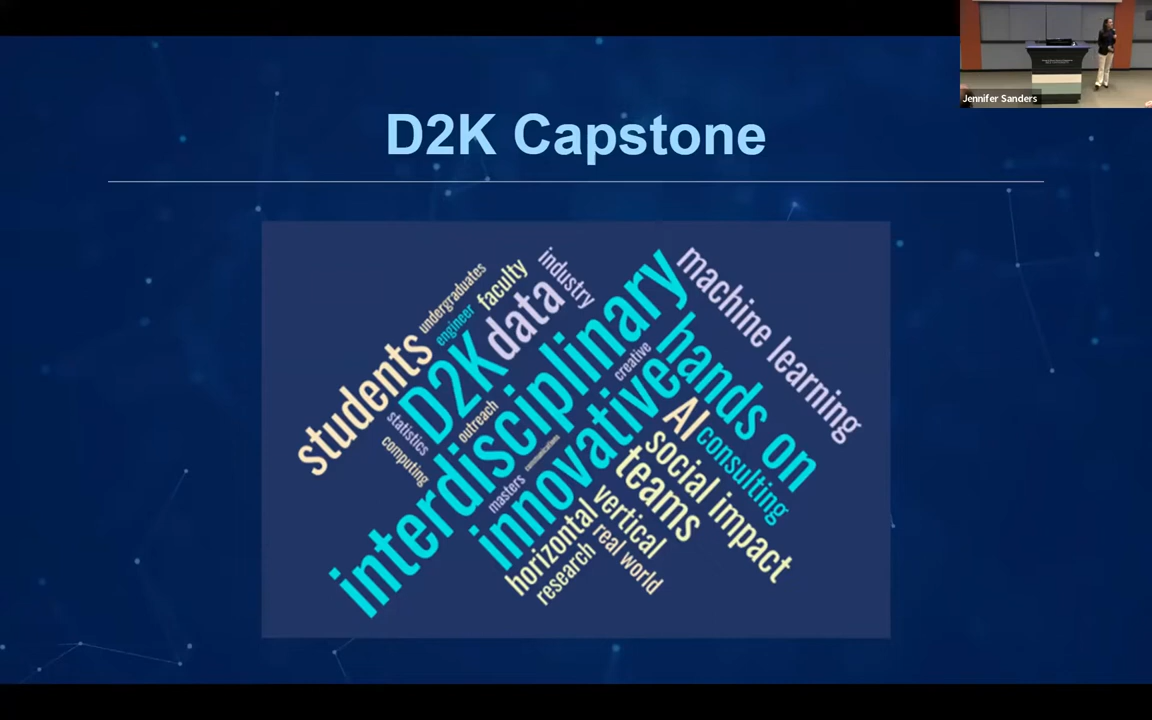 Jennifer Sanders
D2K Capstone
undergraduates
faculty
industry
engineer
data
machine learning
students
D2K
interdisciplinary
creative
hands on
statistics
outreach
innovative
AI
consulting
computing
communications
masters
social impact
teams
horizontal
vertical
real world
research